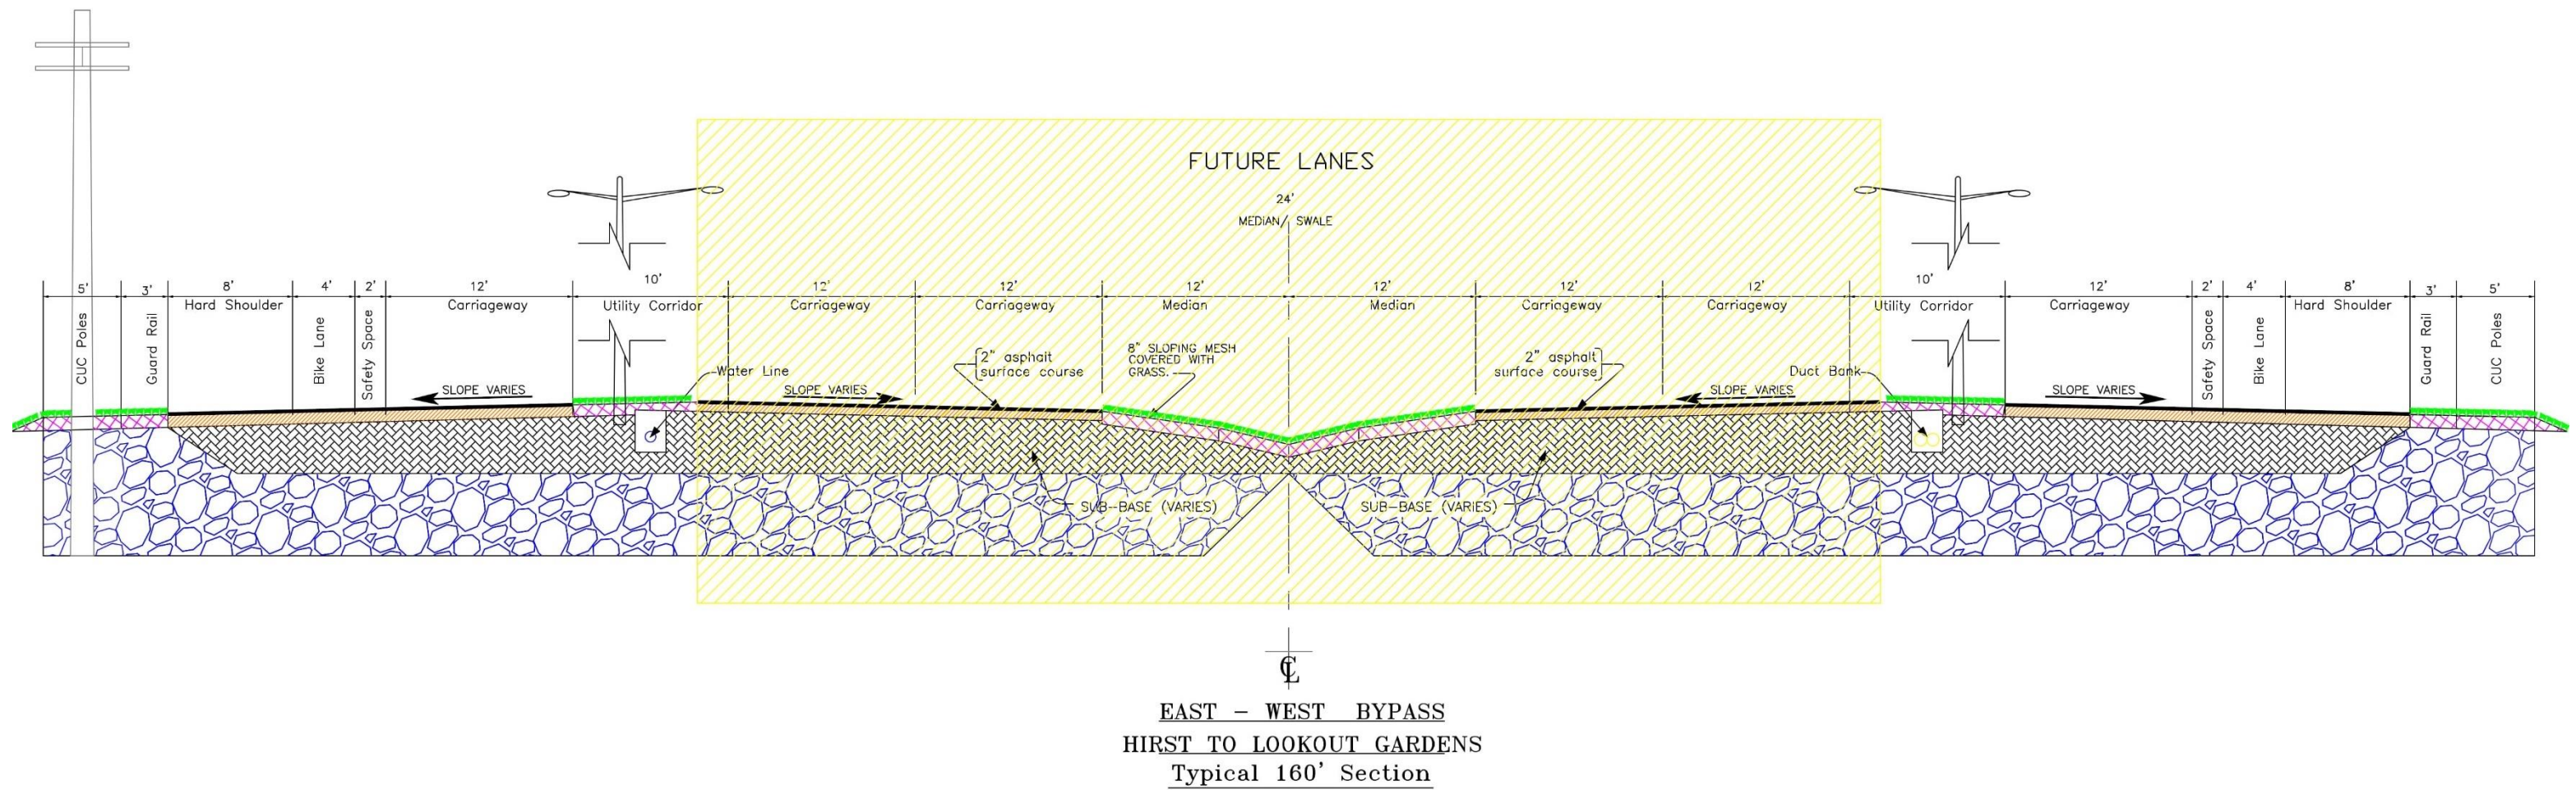 FUTURE LANES
24'
MEDIAN/ SWALE
5' 3' 8' 4' 2' 12' 10' 12' 12' 12' 12' 12' 12' 10' 12' 2' 4' 8' 3' 5'
CUC Poles
Guard Rail
Hard Shoulder
Bike Lane
Safety Space
Carriageway
Utility Corridor
Carriageway
Carriageway
Median
Median
Carriageway
Carriageway
Utility Corridor
Carriageway
Safety Space
Bike Lane
Hard Shoulder
Guard Rail
CUC Poles
SLOPE VARIES
Water Line
SLOPE VARIES
2" asphalt
surface course
8" SLOPING MESH
COVERED WITH
GRASS.
2" asphalt
surface course
SLOPE VARIES
Duct Bank
SLOPE VARIES
SUB-BASE (VARIES)
SUB-BASE (VARIES)
℄
EAST - WEST BYPASS
HIRST TO LOOKOUT GARDENS
Typical 160' Section